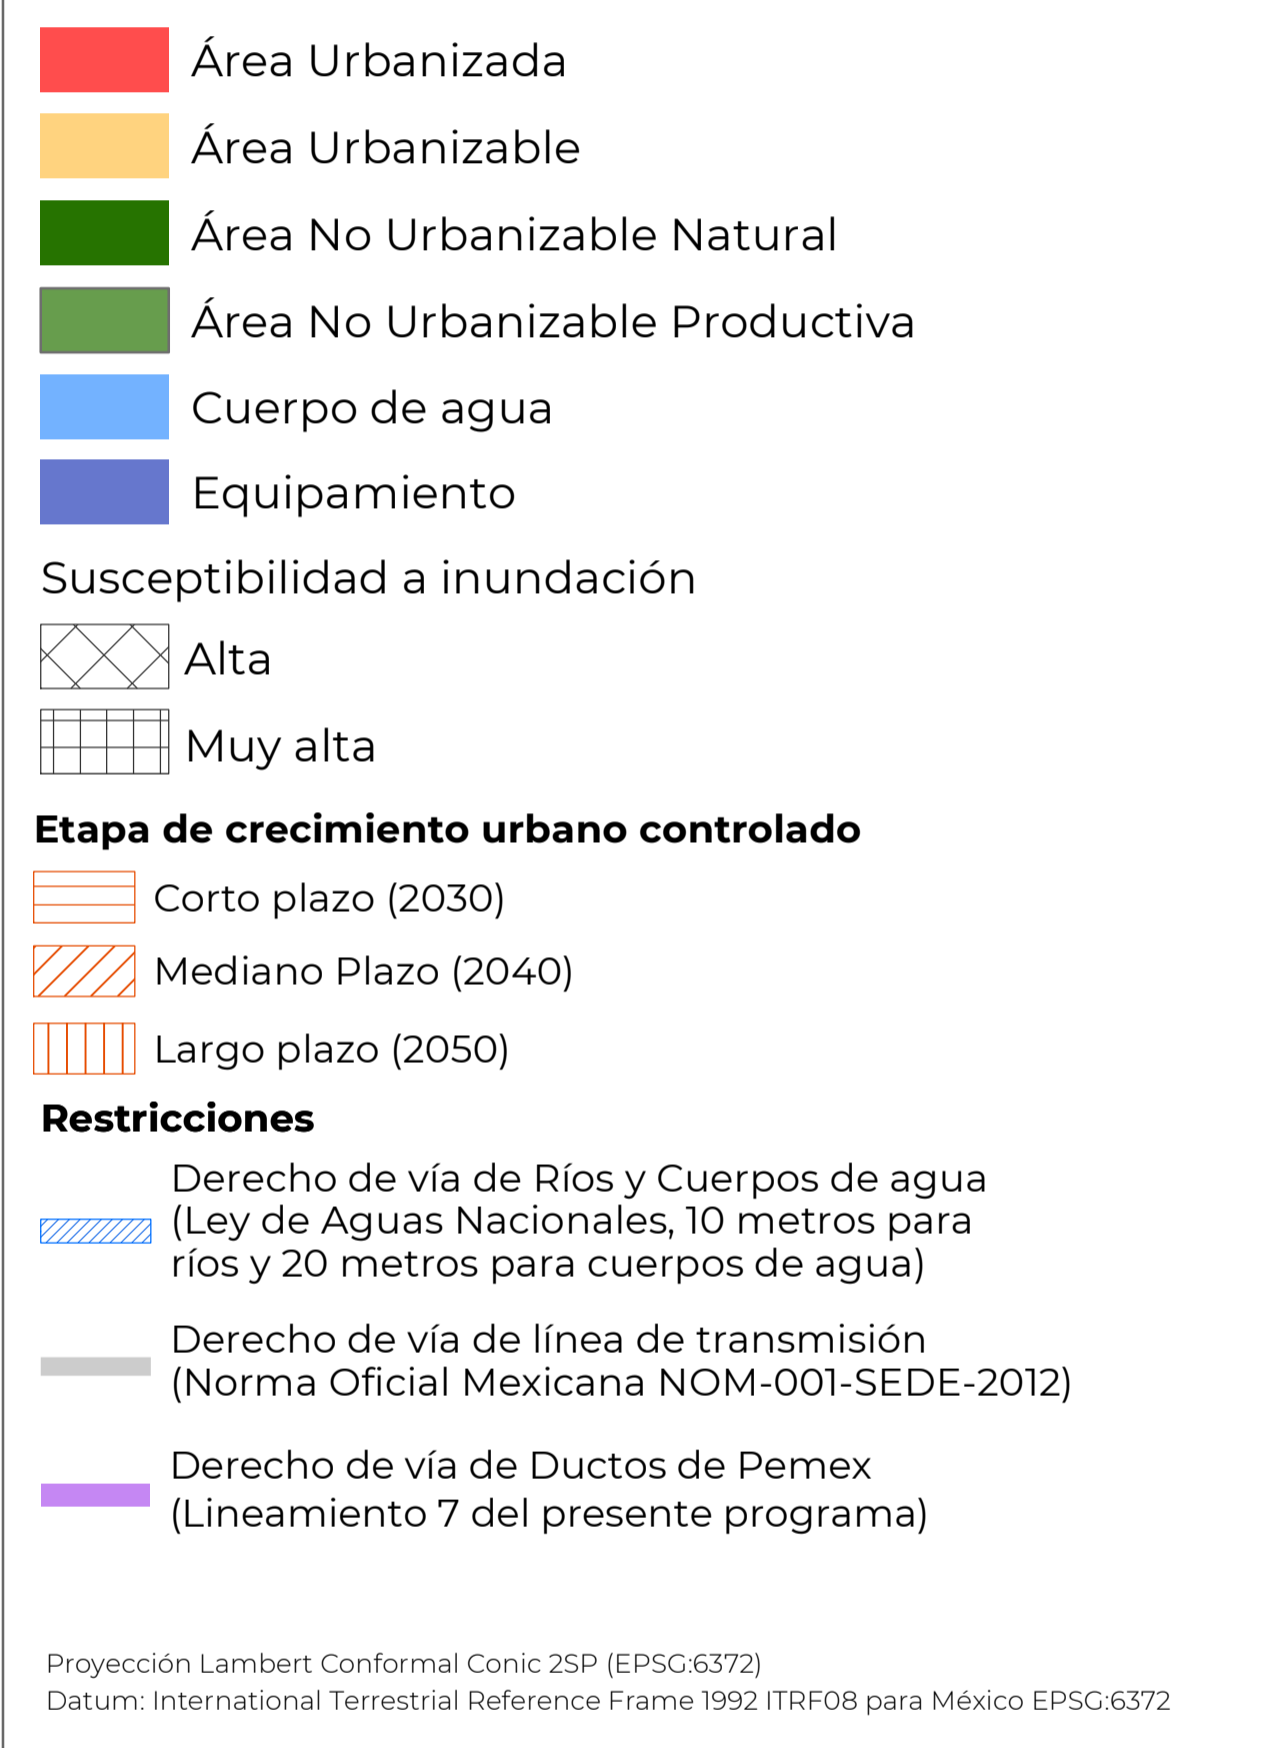 Área Urbanizada
Área Urbanizable
Área No Urbanizable Natural
Área No Urbanizable Productiva
Cuerpo de agua
Equipamiento
Susceptibilidad a inundación
Alta
Muy alta
Etapa de crecimiento urbano controlado
Corto plazo (2030)
Mediano Plazo (2040)
Largo plazo (2050)
Restricciones
Derecho de vía de Ríos y Cuerpos de agua
(Ley de Aguas Nacionales, 10 metros para
ríos y 20 metros para cuerpos de agua)
Derecho de vía de línea de transmisión
(Norma Oficial Mexicana NOM-001-SEDE-2012)
Derecho de vía de Ductos de Pemex
(Lineamiento 7 del presente programa)
Proyección Lambert Conformal Conic 2SP (EPSG:6372)
Datum: International Terrestrial Reference Frame 1992 ITRF08 para México EPSG:6372